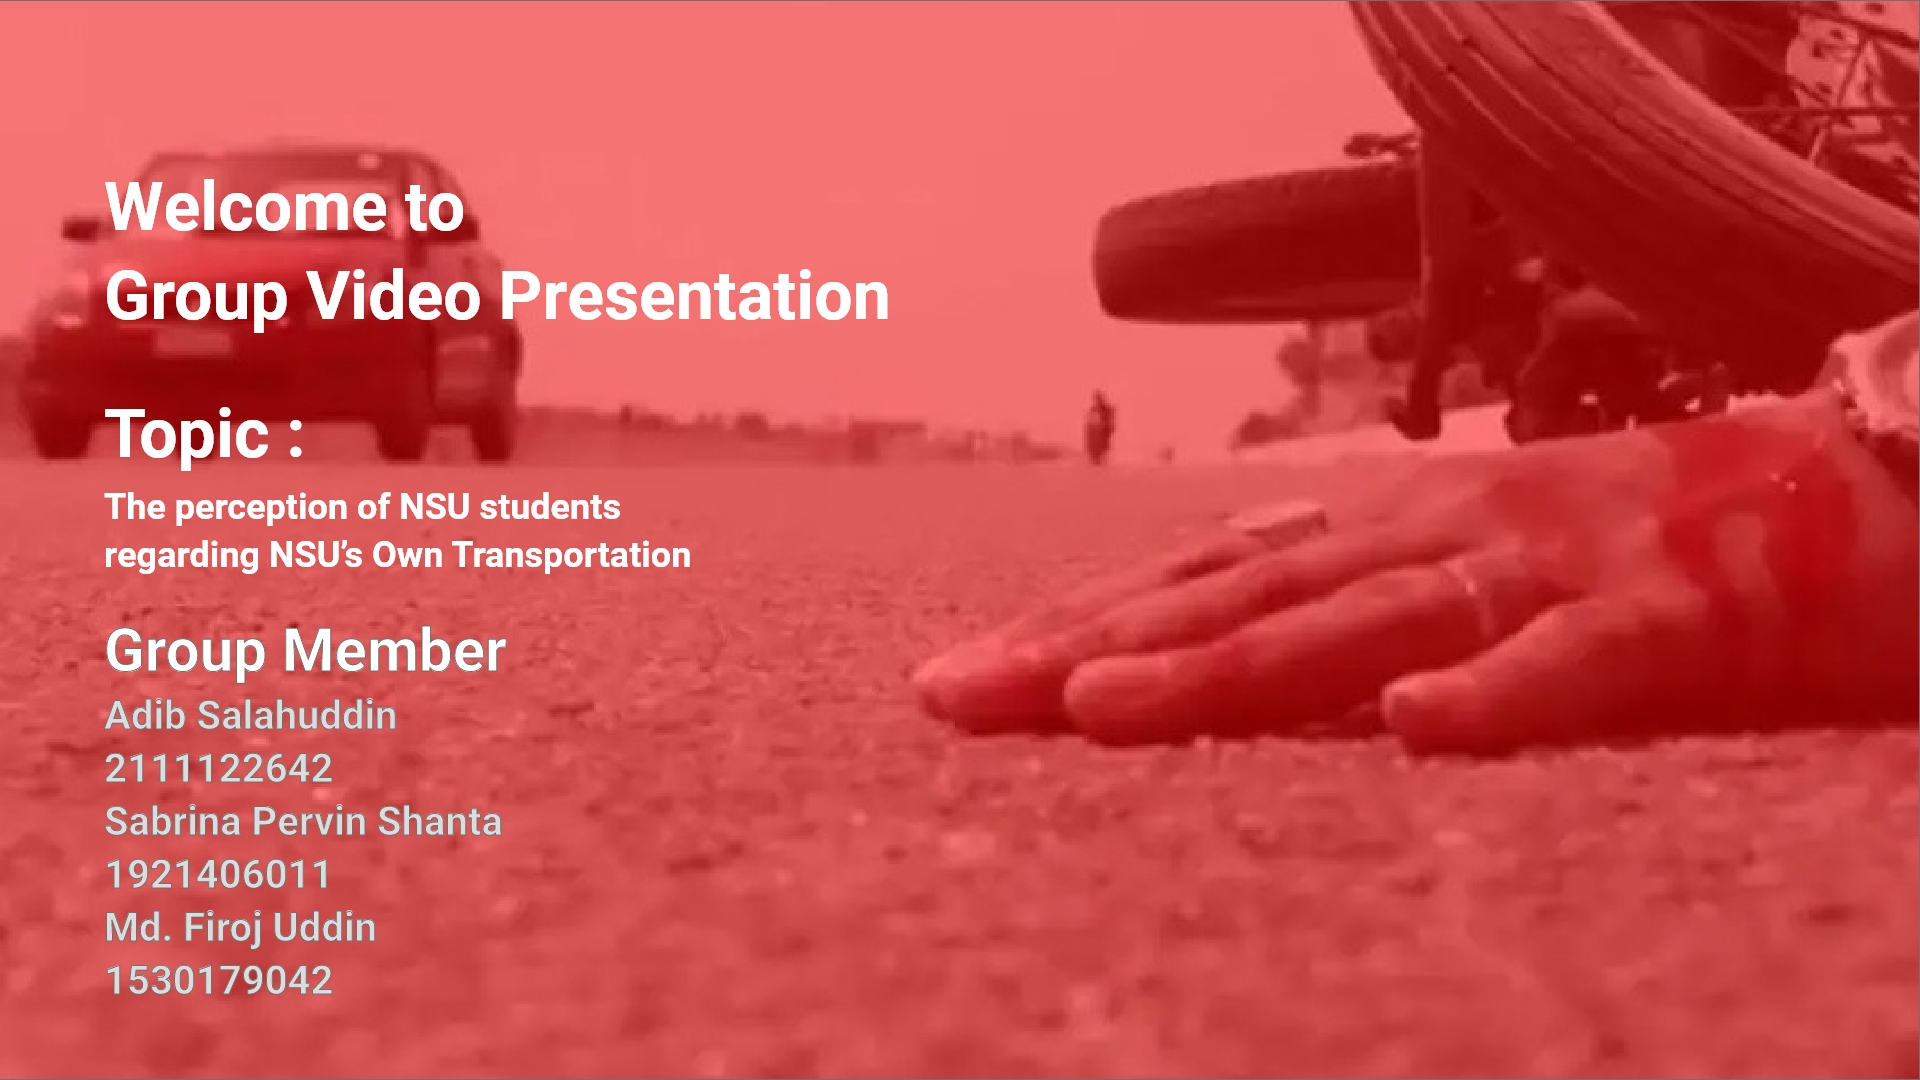 Welcome to
Group Video Presentation
Topic :
The perception of NSU students
regarding NSU’s Own Transportation
Group Member
Adib Salahuddin
2111122642
Sabrina Pervin Shanta
1921406011
Md. Firoj Uddin
1530179042